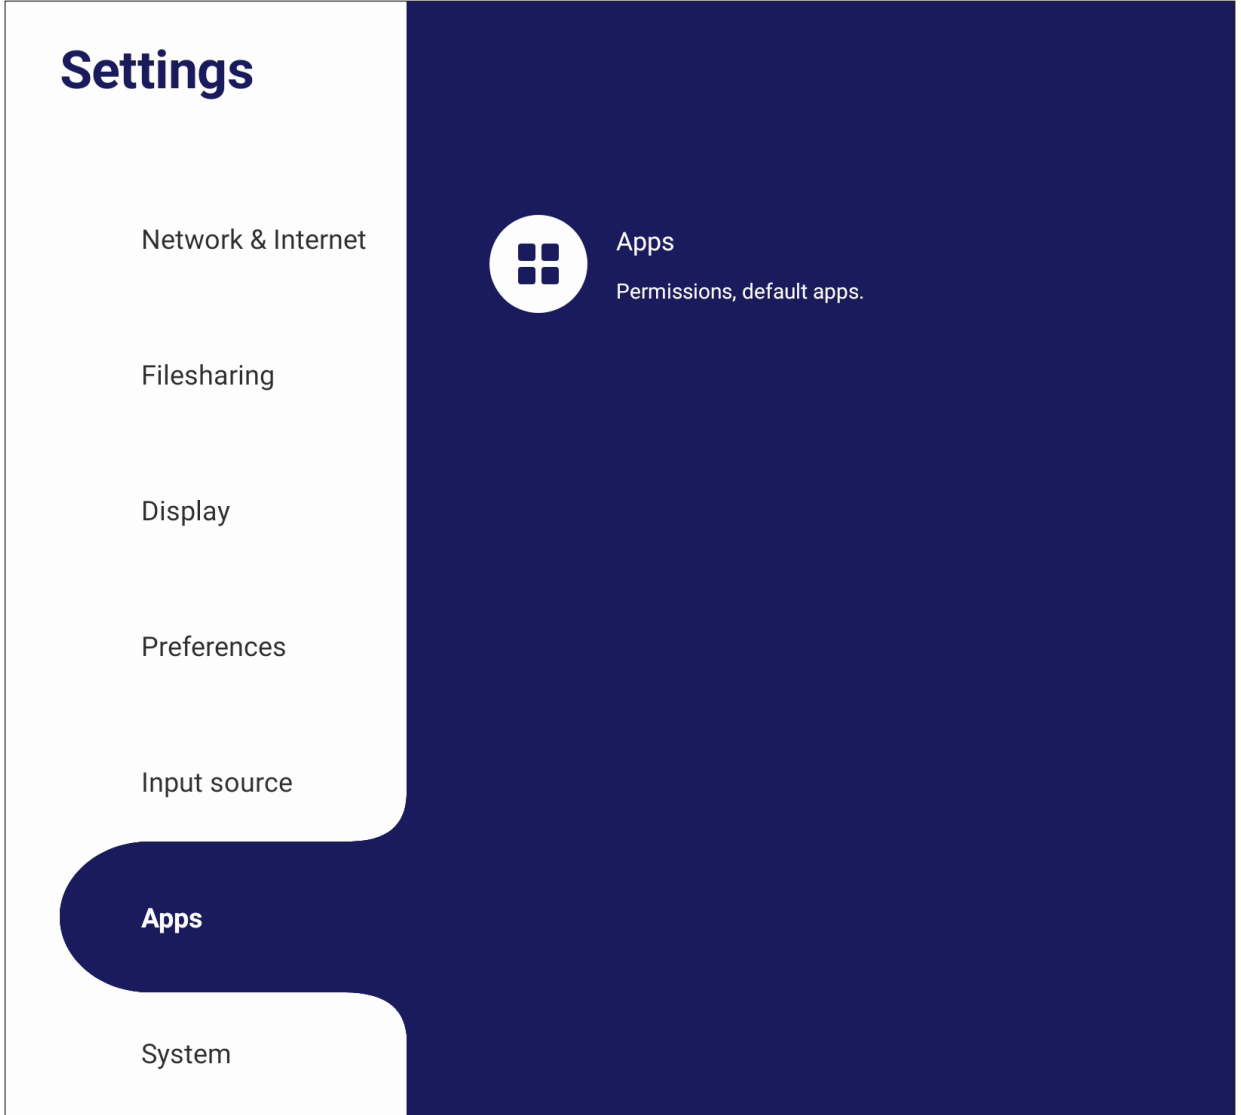 Settings
Network & Internet
Filesharing
Display
Preferences
Input source
Apps
System
Apps
Permissions, default apps.